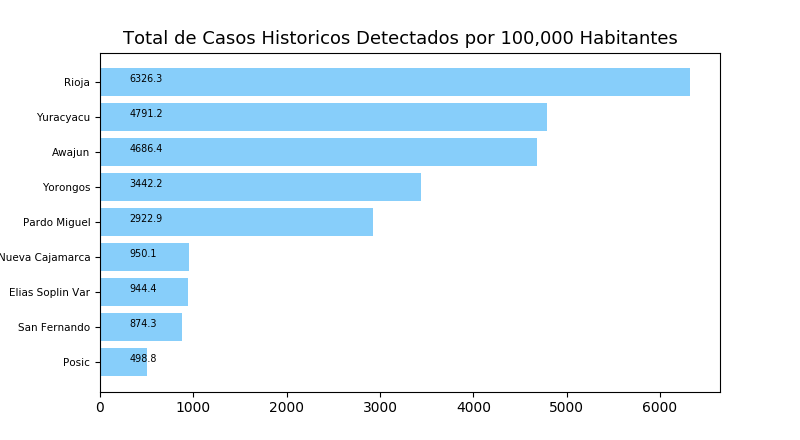 Total de Casos Historicos Detectados por 100,000 Habitantes
Rioja 6326.3
Yuracyacu 4791.2
Awajun 4686.4
Yorongos 3442.2
Pardo Miguel 2922.9
Nueva Cajamarca 950.1
Elias Soplin Var 944.4
San Fernando 874.3
Posic 498.8
0 1000 2000 3000 4000 5000 6000